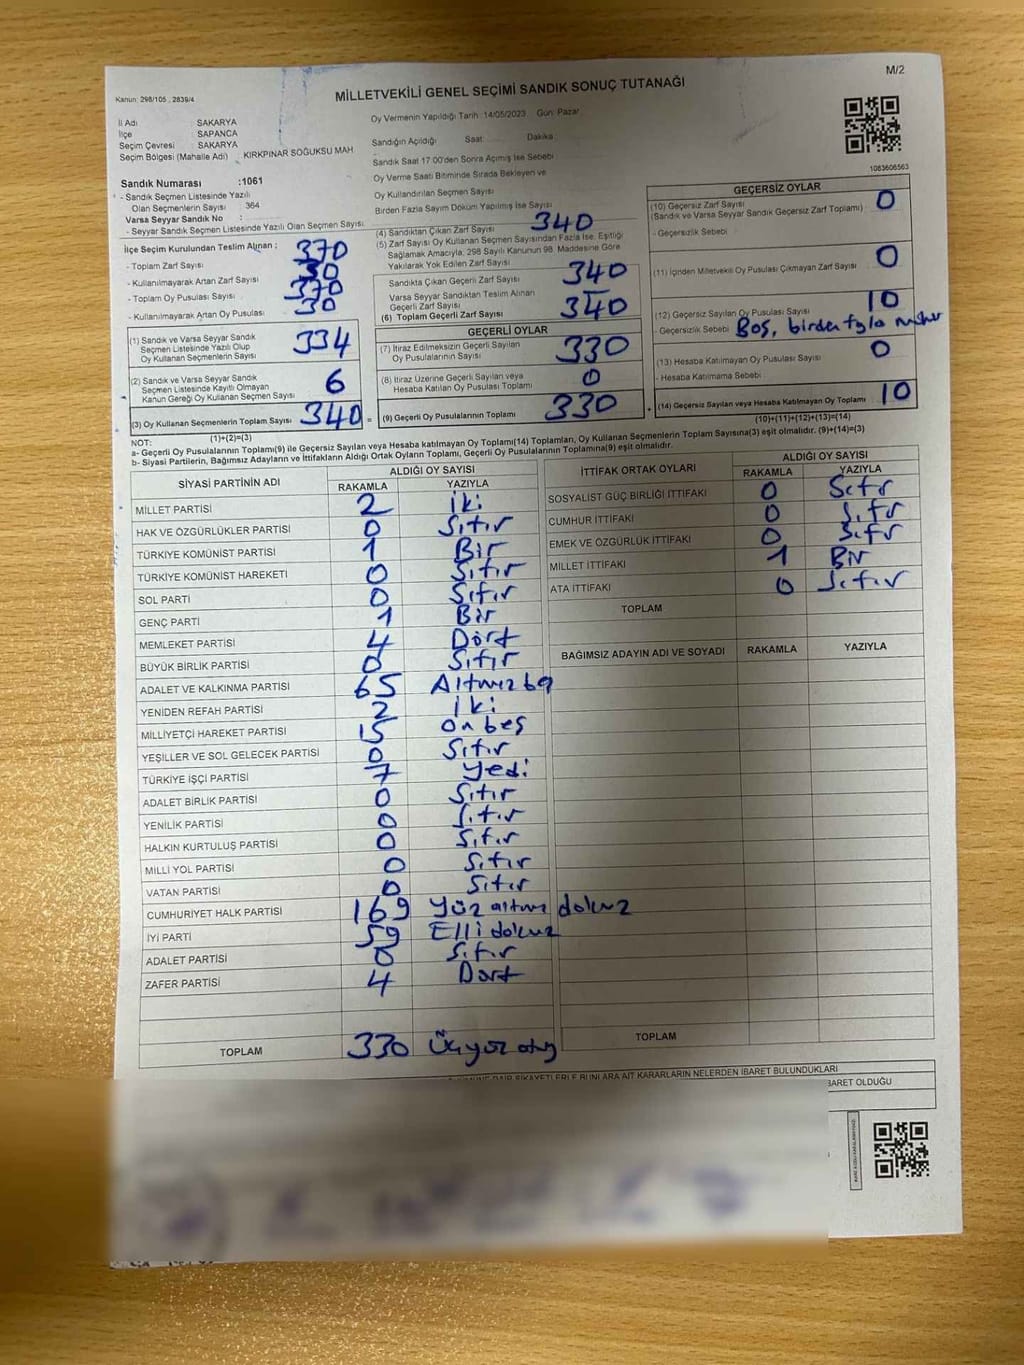 M/2
Kanun: 298/105 , 2839/4
MİLLETVEKİLİ GENEL SEÇİMİ SANDIK SONUÇ TUTANAĞI
İl Adı : SAKARYA
İlçe : SAPANCA
Seçim Çevresi : SAKARYA
Seçim Bölgesi (Mahalle Adı) : KIRKPINAR SOĞUKSU MAH
Sandık Numarası :1061
- Sandık Seçmen Listesinde Yazılı
Olan Seçmenlerin Sayısı : 364
Varsa Seyyar Sandık No :
- Seyyar Sandık Seçmen Listesinde Yazılı Olan Seçmen Sayısı
Oy Vermenin Yapıldığı Tarih :14/05/2023 Gün: Pazar
Sandığın Açıldığı Saat: Dakika:
Sandık Saat 17.00'den Sonra Açılmış İse Sebebi
Oy Verme Saati Bitiminde Sırada Bekleyen ve
Oy Kullandırılan Seçmen Sayısı
Birden Fazla Sayım Döküm Yapılmış İse Sayısı
1063606563
İlçe Seçim Kurulundan Teslim Alınan ;
- Toplam Zarf Sayısı : 370
- Kullanılmayarak Artan Zarf Sayısı : 30
- Toplam Oy Pusulası Sayısı : 370
- Kullanılmayarak Artan Oy Pusulası 30
(1) Sandık ve Varsa Seyyar Sandık
Seçmen Listesinde Yazılı Olup
Oy Kullanan Seçmenlerin Sayısı 334
(2) Sandık ve Varsa Seyyar Sandık
Seçmen Listesinde Kayıtlı Olmayan
Kanun Gereği Oy Kullanan Seçmen Sayısı 6
(3) Oy Kullanan Seçmenlerin Toplam Sayısı 340 =
(1)+(2)=(3)
(4) Sandıktan Çıkan Zarf Sayısı 340
(5) Zarf Sayısı Oy Kullanan Seçmen Sayısından Fazla İse, Eşitliği
Sağlamak Amacıyla, 298 Sayılı Kanunun 98. Maddesine Göre
Yakılarak Yok Edilen Zarf Sayısı
Sandıkta Çıkan Geçerli Zarf Sayısı 340
Varsa Seyyar Sandıktan Teslim Alınan
Geçerli Zarf Sayısı
(6) Toplam Geçerli Zarf Sayısı 340
GEÇERLİ OYLAR
(7) İtiraz Edilmeksizin Geçerli Sayılan
Oy Pusulalarının Sayısı 330
(8) İtiraz Üzerine Geçerli Sayılan veya
Hesaba Katılan Oy Pusulası Toplamı 0
(9) Geçerli Oy Pusulalarının Toplamı 330 +
GEÇERSİZ OYLAR
(10) Geçersiz Zarf Sayısı 0
(Sandık ve Varsa Seyyar Sandık Geçersiz Zarf Toplamı)
- Geçersizlik Sebebi
(11) İçinden Milletvekili Oy Pusulası Çıkmayan Zarf Sayısı 0
(12) Geçersiz Sayılan Oy Pusulası Sayısı 10
- Geçersizlik Sebebi Boş, birden fazla mühür
(13) Hesaba Katılmayan Oy Pusulası Sayısı 0
- Hesaba Katılmama Sebebi :
(14) Geçersiz Sayılan veya Hesaba Katılmayan Oy Toplamı 10
(10)+(11)+(12)+(13)=(14)
NOT:
a- Geçerli Oy Pusulalarının Toplamı(9) ile Geçersiz Sayılan veya Hesaba katılmayan Oy Toplamı(14) Toplamları, Oy Kullanan Seçmenlerin Toplam Sayısına(3) eşit olmalıdır. (9)+(14)=(3)
b- Siyasi Partilerin, Bağımsız Adayların ve İttifakların Aldığı Ortak Oyların Toplamı, Geçerli Oy Pusulasının Toplamına(9) eşit olmalıdır.
SİYASİ PARTİNİN ADI ALDIĞI OY SAYISI
RAKAMLA YAZIYLA
MİLLET PARTİSİ 2 İki
HAK VE ÖZGÜRLÜKLER PARTİSİ 0 Sıfır
TÜRKİYE KOMÜNİST PARTİSİ 1 Bir
TÜRKİYE KOMÜNİST HAREKETİ 0 Sıfır
SOL PARTİ 0 Sıfır
GENÇ PARTİ 1 Bir
MEMLEKET PARTİSİ 4 Dört
BÜYÜK BİRLİK PARTİSİ 0 Sıfır
ADALET VE KALKINMA PARTİSİ 65 Altmışbeş
YENİDEN REFAH PARTİSİ 2 İki
MİLLİYETÇİ HAREKET PARTİSİ 15 on beş
YEŞİLLER VE SOL GELECEK PARTİSİ 0 Sıfır
TÜRKİYE İŞÇİ PARTİSİ 7 Yedi
ADALET BİRLİK PARTİSİ 0 Sıfır
YENİLİK PARTİSİ 0 Sıfır
HALKIN KURTULUŞ PARTİSİ 0 Sıfır
MİLLİ YOL PARTİSİ 0 Sıfır
VATAN PARTİSİ 0 Sıfır
CUMHURİYET HALK PARTİSİ 169 Yüz altmış dokuz
İYİ PARTİ 59 Elli dokuz
ADALET PARTİSİ 0 Sıfır
ZAFER PARTİSİ 4 Dört
TOPLAM 330 Üçyüz otuz
İTTİFAK ORTAK OYLARI ALDIĞI OY SAYISI
RAKAMLA YAZIYLA
SOSYALİST GÜÇ BİRLİĞİ İTTİFAKI 0 Sıfır
CUMHUR İTTİFAKI 0 Sıfır
EMEK VE ÖZGÜRLÜK İTTİFAKI 0 Sıfır
MİLLET İTTİFAKI 1 Bir
ATA İTTİFAKI 0 Sıfır
TOPLAM
BAĞIMSIZ ADAYIN ADI VE SOYADI RAKAMLA YAZIYLA
TOPLAM
DAİR ŞİKAYETLERLE BUNLARA AİT KARARLARIN NELERDEN İBARET BULUNDUKLARI
BARET OLDUĞU